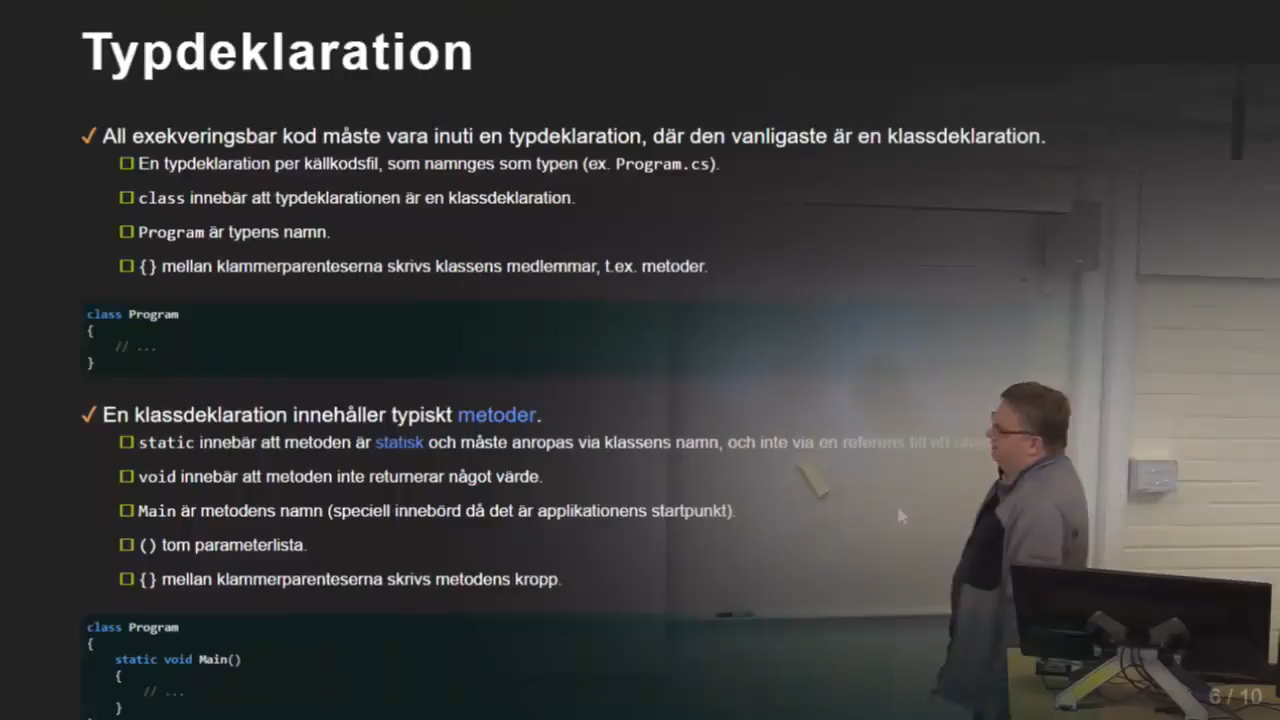 Typdeklaration
✓ All exekveringsbar kod måste vara inuti en typdeklaration, där den vanligaste är en klassdeklaration.
En typdeklaration per källkodsfil, som namnges som typen (ex. Program.cs).
class innebär att typdeklarationen är en klassdeklaration.
Program är typens namn.
{} mellan klammerparenteserna skrivs klassens medlemmar, t.ex. metoder.
class Program
{
// ...
}
✓ En klassdeklaration innehåller typiskt metoder.
static innebär att metoden är statisk och måste anropas via klassens namn, och inte via en referens till ett
void innebär att metoden inte returnerar något värde.
Main är metodens namn (speciell innebörd då det är applikationens startpunkt).
() tom parameterlista.
{} mellan klammerparenteserna skrivs metodens kropp.
class Program
{
static void Main()
{
// ...
}
6 / 10